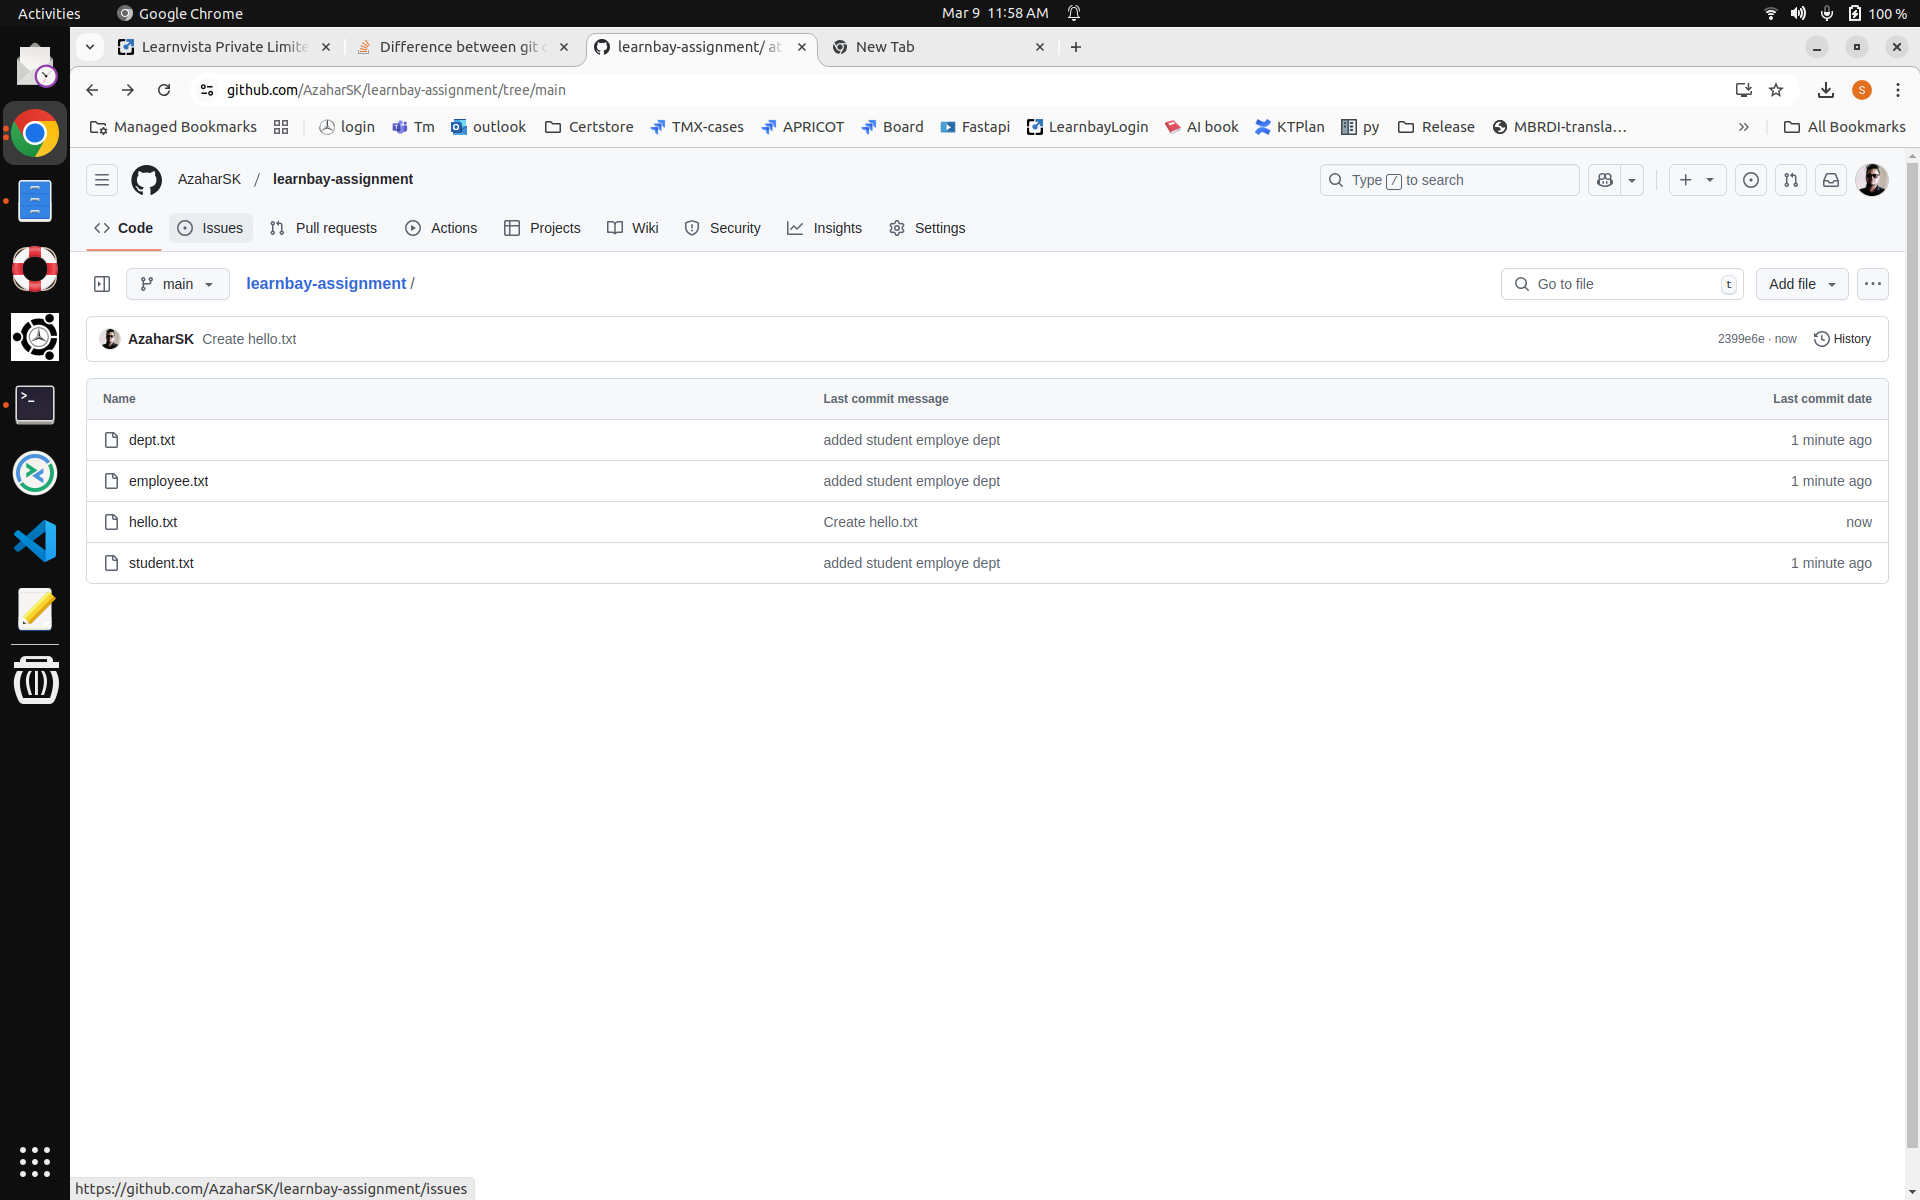 Activities Google Chrome Mar 9 11:58 AM 100 %
Learnvista Private Limite Difference between git learnbay-assignment/ at New Tab
github.com/AzaharSK/learnbay-assignment/tree/main S
Managed Bookmarks login Tm outlook Certstore TMX-cases APRICOT Board Fastapi LearnbayLogin AI book KTPlan py Release MBRDI-transla... » All Bookmarks
AzaharSK / learnbay-assignment Type / to search
Code Issues Pull requests Actions Projects Wiki Security Insights Settings
main learnbay-assignment / Go to file t Add file
AzaharSK Create hello.txt 2399e6e · now History
Name Last commit message Last commit date
dept.txt added student employe dept 1 minute ago
employee.txt added student employe dept 1 minute ago
hello.txt Create hello.txt now
student.txt added student employe dept 1 minute ago
https://github.com/AzaharSK/learnbay-assignment/issues